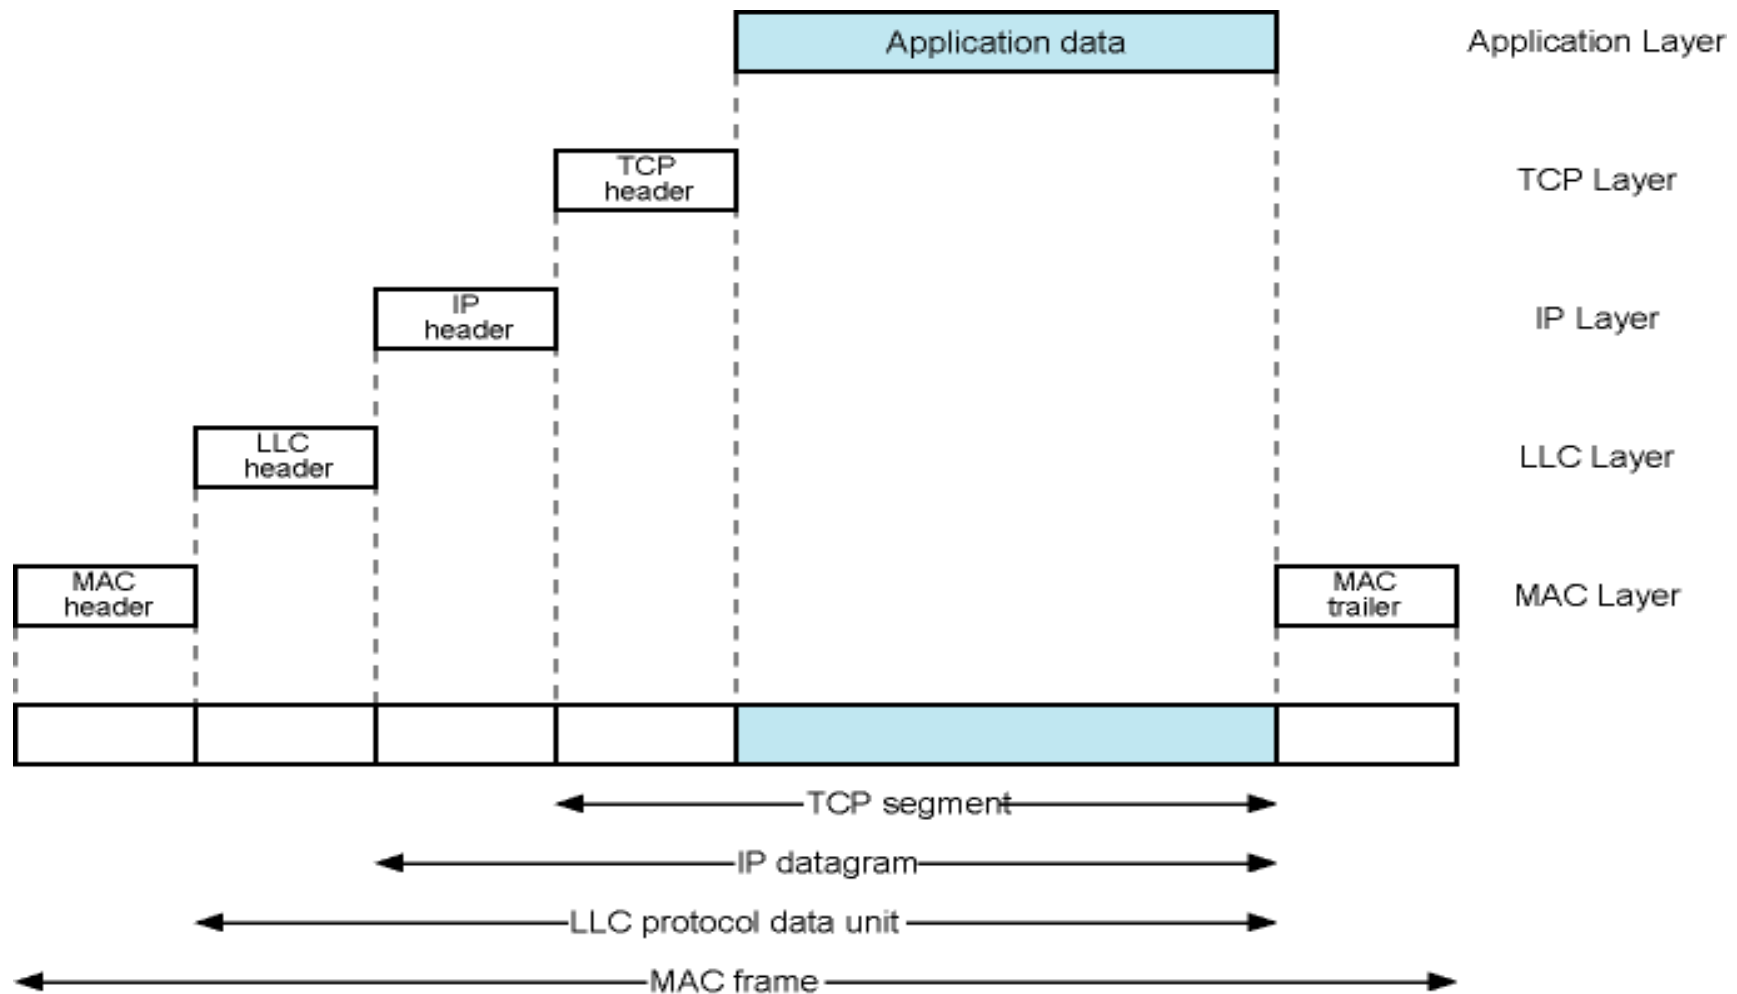 Application data
Application Layer
TCP
header
TCP Layer
IP
header
IP Layer
LLC
header
LLC Layer
MAC
header
MAC
trailer
MAC Layer
TCP segment
IP datagram
LLC protocol data unit
MAC frame